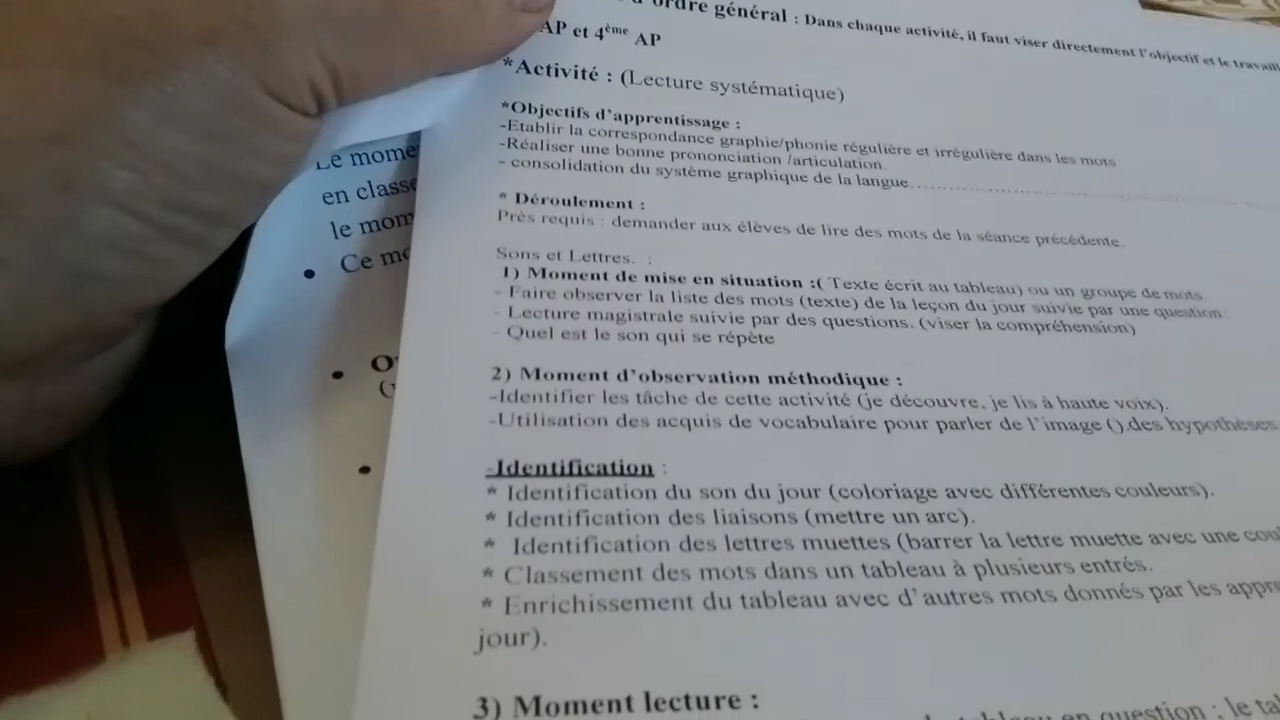 ordre général : Dans chaque activité, il faut viser directement l'objectif et le
AP et 4ème AP
*Activité : (Lecture systématique)
*Objectifs d'apprentissage :
-Etablir la correspondance graphie/phonie régulière et irrégulière dans les mots
-Réaliser une bonne prononciation /articulation.
- consolidation du système graphique de la langue
* Déroulement :
Près requis : demander aux élèves de lire des mots de la séance précédente.
Sons et Lettres. :
1) Moment de mise en situation :( Texte écrit au tableau) ou un groupe de mots.
- Faire observer la liste des mots (texte) de la leçon du jour suivie par une question
- Lecture magistrale suivie par des questions. (viser la compréhension)
- Quel est le son qui se répète
2) Moment d'observation méthodique :
-Identifier les tâche de cette activité (je découvre, je lis à haute voix).
-Utilisation des acquis de vocabulaire pour parler de l'image ().des hypothèses
-Identification :
* Identification du son du jour (coloriage avec différentes couleurs).
* Identification des liaisons (mettre un arc).
* Identification des lettres muettes (barrer la lettre muette avec une
* Classement des mots dans un tableau à plusieurs entrés.
* Enrichissement du tableau avec d'autres mots donnés par les
jour).
3) Moment lecture :
tableau en question : le
Le
en classe
le
• Ce
•
•